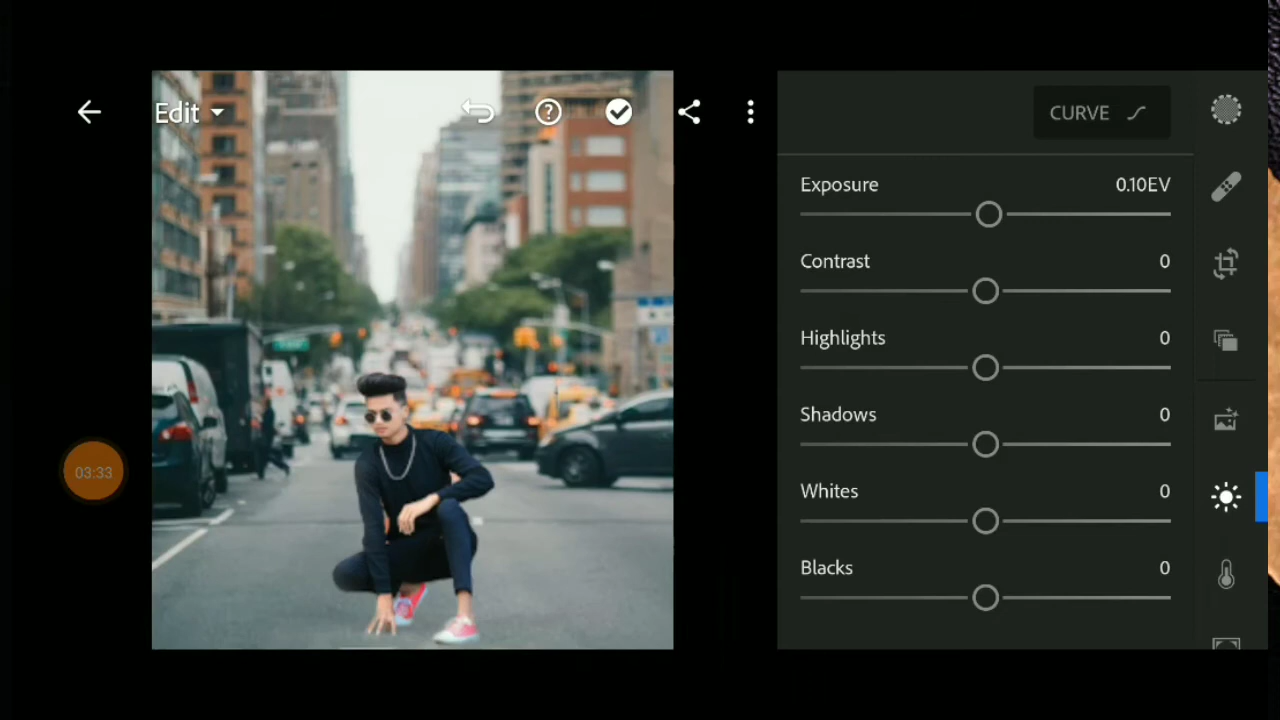 Edit
CURVE
Exposure 0.10EV
Contrast 0
Highlights 0
Shadows 0
03:33
Whites 0
Blacks 0